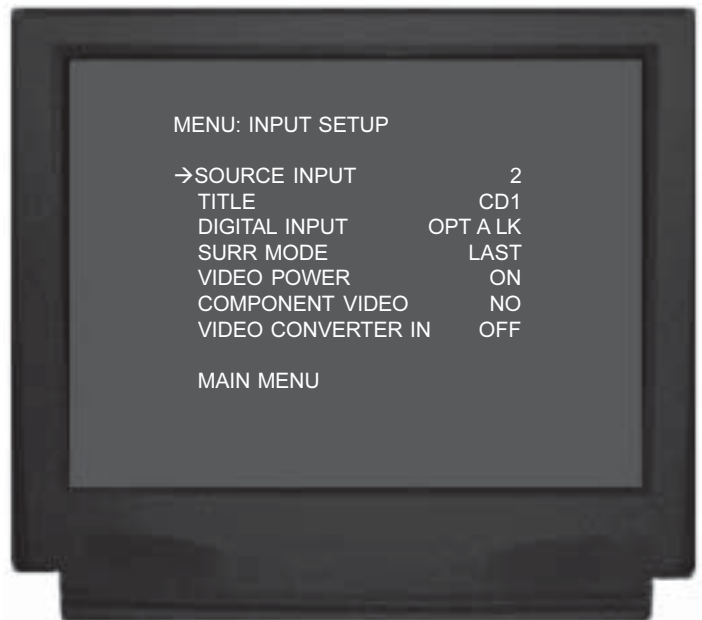 MENU: INPUT SETUP
→SOURCE INPUT 2
TITLE CD1
DIGITAL INPUT OPT A LK
SURR MODE LAST
VIDEO POWER ON
COMPONENT VIDEO NO
VIDEO CONVERTER IN OFF
MAIN MENU